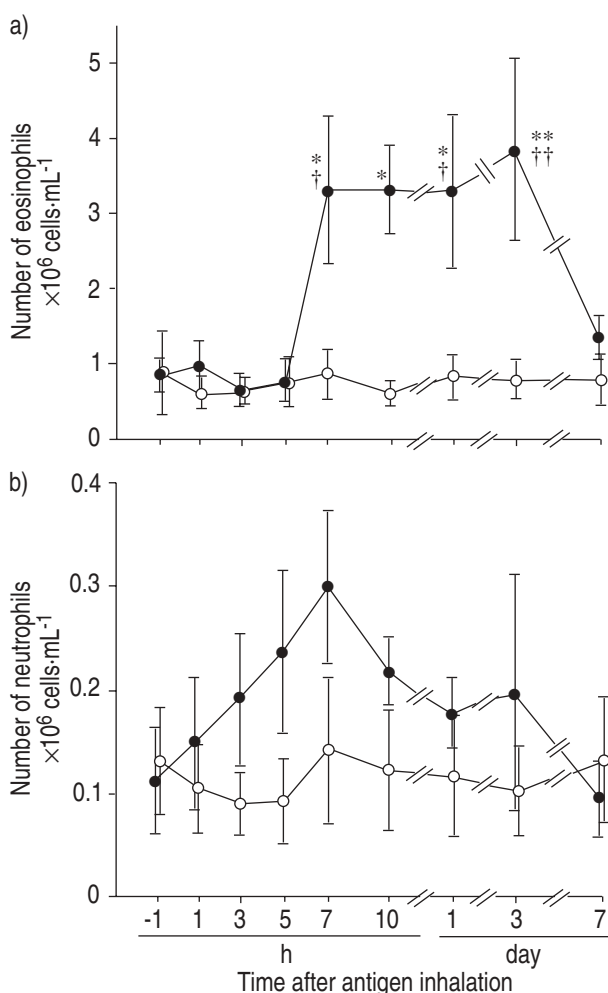 a)
Number of eosinophils
×10⁶ cells·mL⁻¹
5
4
3
2
1
0
*
†
*
*
†
**
††
b)
Number of neutrophils
×10⁶ cells·mL⁻¹
0.4
0.3
0.2
0.1
0
-1 1 3 5 7 10 1 3 7
h day
Time after antigen inhalation